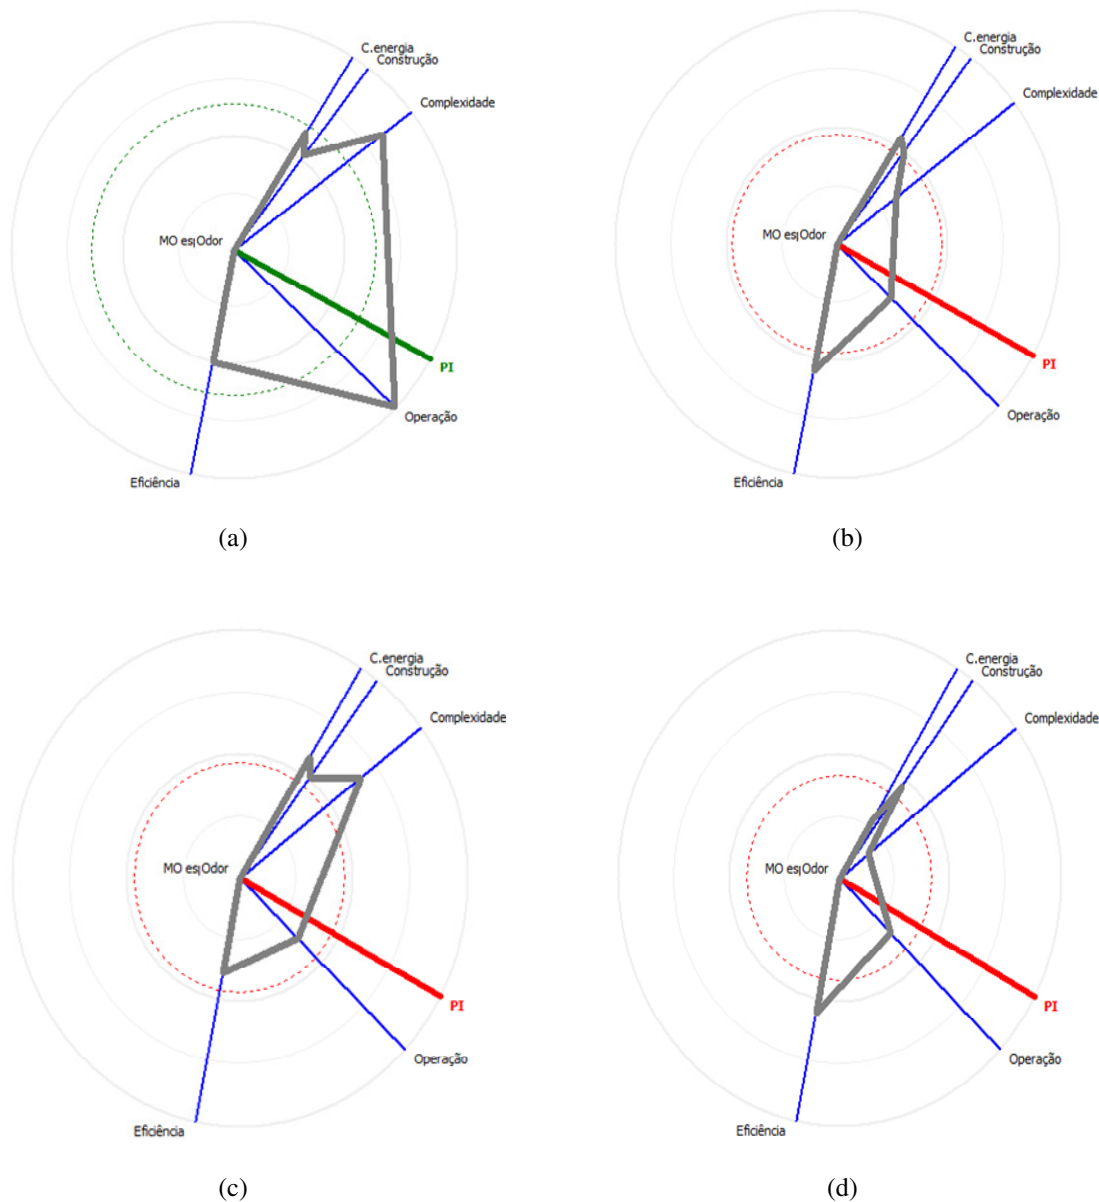 C.energia
Construção
Complexidade
MO es|Odor
PI
Operação
Eficiência
(a)
C.energia
Construção
Complexidade
MO es|Odor
PI
Operação
Eficiência
(b)
C.energia
Construção
Complexidade
MO es|Odor
PI
Operação
Eficiência
(c)
C.energia
Construção
Complexidade
MO es|Odor
PI
Operação
Eficiência
(d)